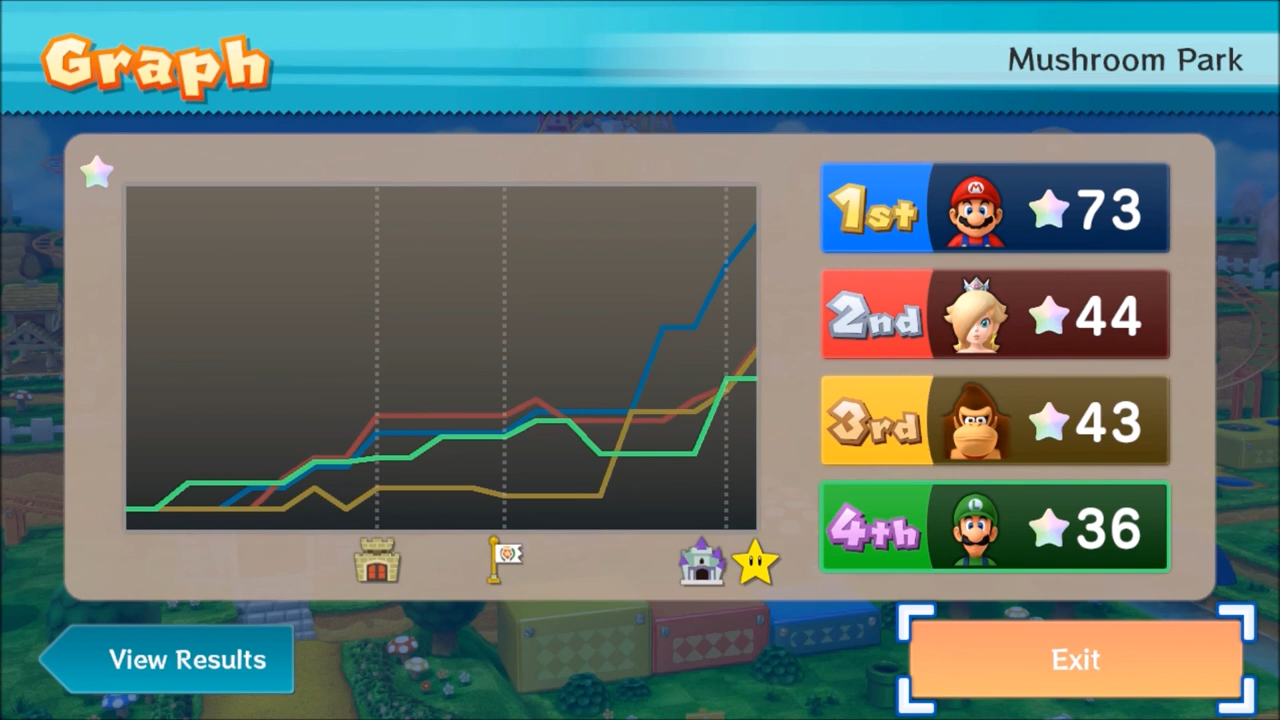 Graph
Mushroom Park
1st 73
2nd 44
3rd 43
4th 36
View Results
Exit